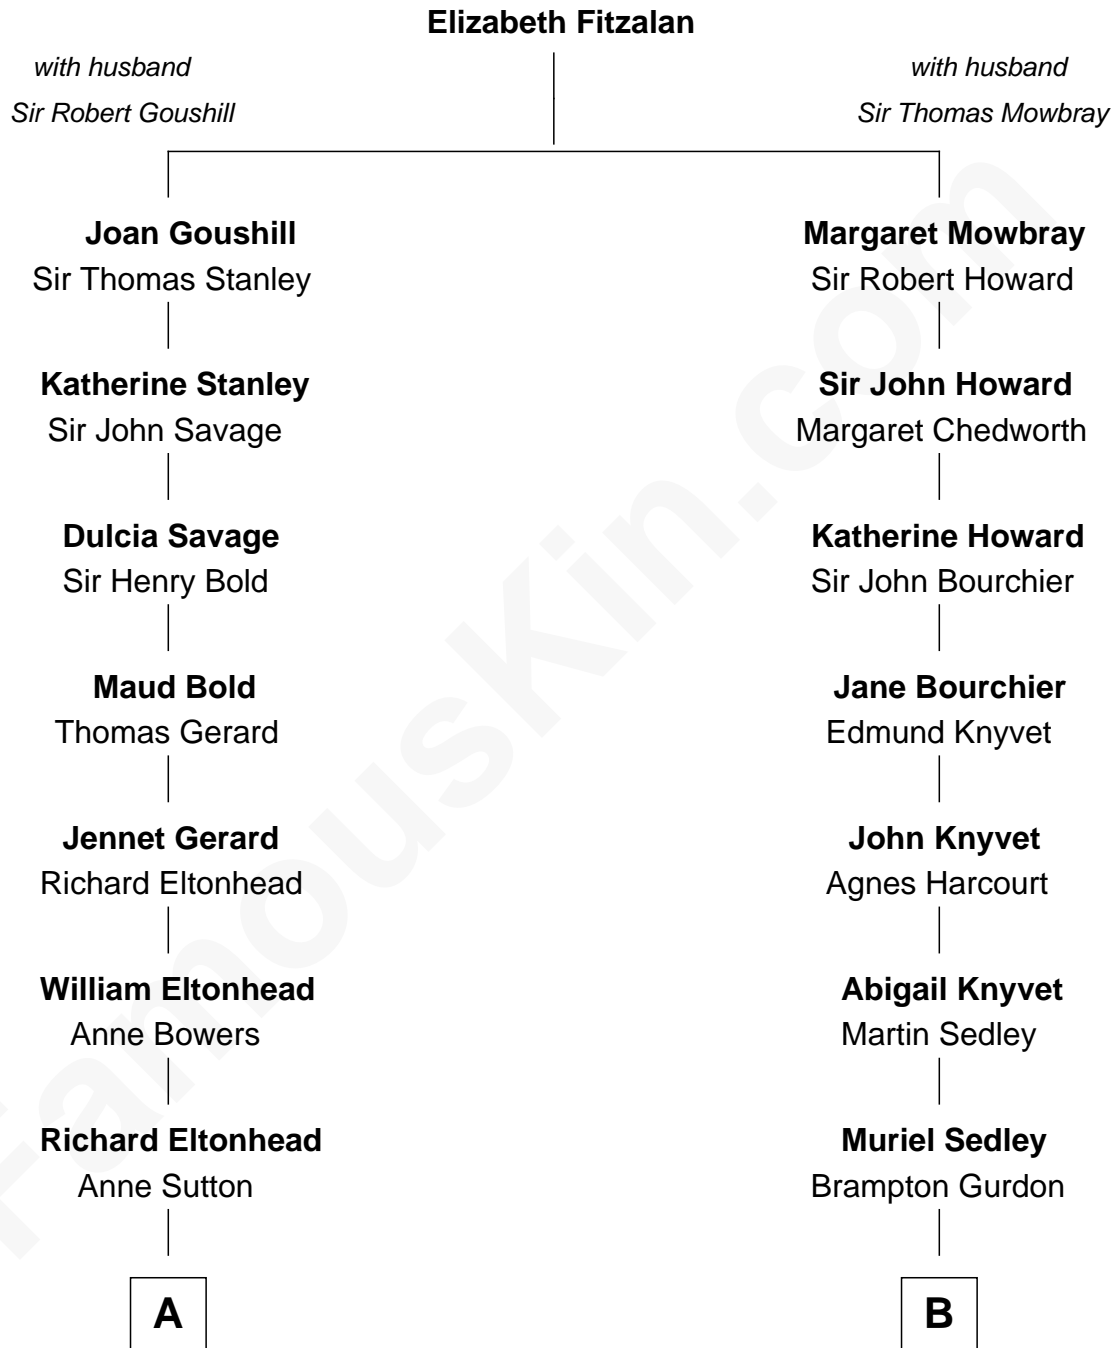 Elizabeth Fitzalan
with husband
Sir Robert Goushill
with husband
Sir Thomas Mowbray
Joan Goushill
Sir Thomas Stanley
Margaret Mowbray
Sir Robert Howard
Katherine Stanley
Sir John Savage
Sir John Howard
Margaret Chedworth
Dulcia Savage
Sir Henry Bold
Katherine Howard
Sir John Bourchier
Maud Bold
Thomas Gerard
Jane Bourchier
Edmund Knyvet
Jennet Gerard
Richard Eltonhead
John Knyvet
Agnes Harcourt
William Eltonhead
Anne Bowers
Abigail Knyvet
Martin Sedley
Richard Eltonhead
Anne Sutton
Muriel Sedley
Brampton Gurdon
A
B
FamousKin.com